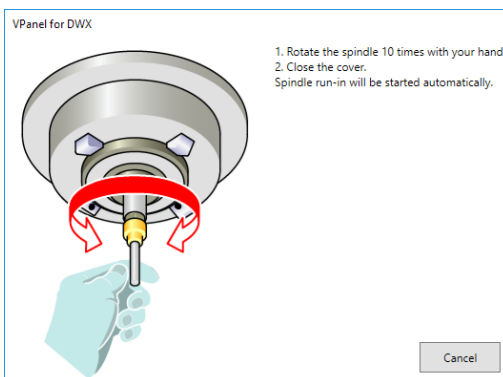 VPanel for DWX
1. Rotate the spindle 10 times with your hand
2. Close the cover.
Spindle run-in will be started automatically.
Cancel